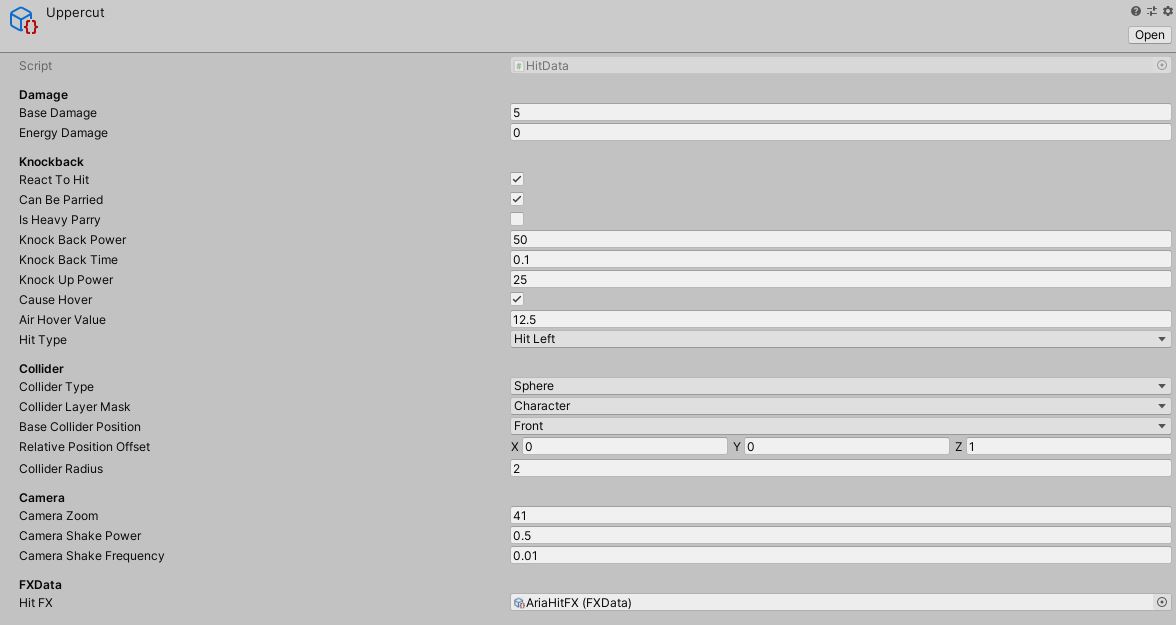 Uppercut
Open
Script HitData
Damage
Base Damage 5
Energy Damage 0
Knockback
React To Hit
Can Be Parried
Is Heavy Parry
Knock Back Power 50
Knock Back Time 0.1
Knock Up Power 25
Cause Hover
Air Hover Value 12.5
Hit Type Hit Left
Collider
Collider Type Sphere
Collider Layer Mask Character
Base Collider Position Front
Relative Position Offset X 0 Y 0 Z 1
Collider Radius 2
Camera
Camera Zoom 41
Camera Shake Power 0.5
Camera Shake Frequency 0.01
FXData
Hit FX AriaHitFX (FXData)